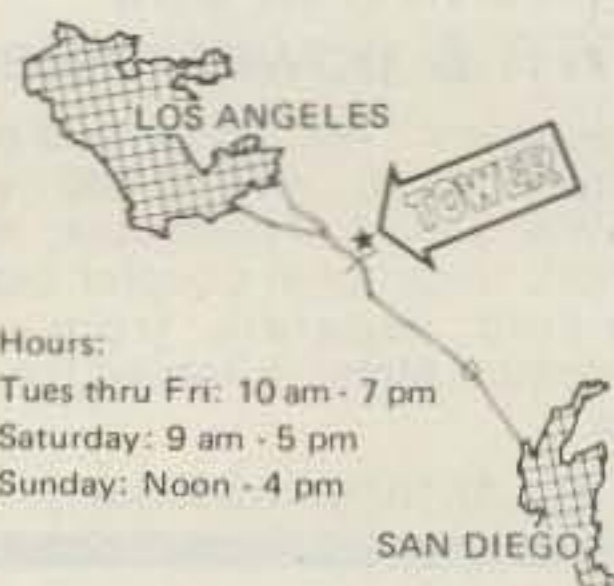 LOS ANGELES
TOWER
Hours:
Tues thru Fri: 10 am - 7 pm
Saturday: 9 am - 5 pm
Sunday: Noon - 4 pm
SAN DIEGO